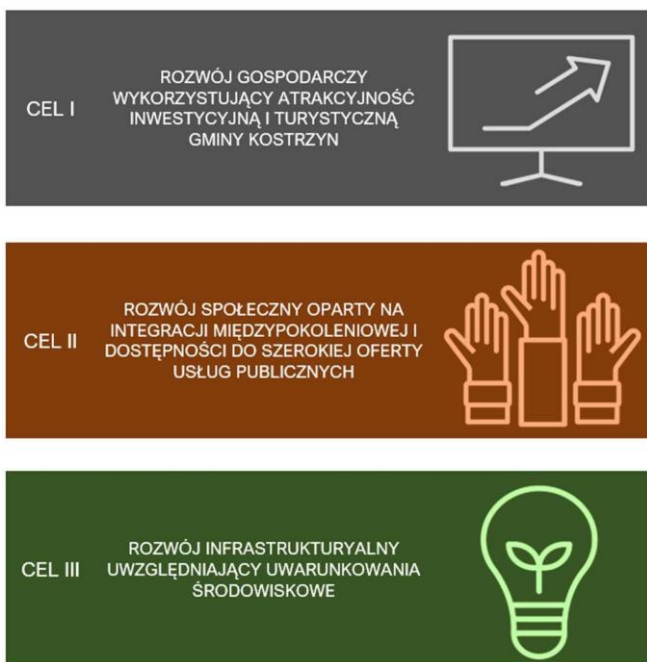 CEL I
ROZWÓJ GOSPODARCZY
WYKORZYSTUJĄCY ATRAKCYJNOŚĆ
INWESTYCYJNĄ I TURYSTYCZNĄ
GMINY KOSTRZYN
CEL II
ROZWÓJ SPOŁECZNY OPARTY NA
INTEGRACJI MIĘDZYPOKOLENIOWEJ I
DOSTĘPNOŚCI DO SZEROKIEJ OFERTY
USŁUG PUBLICZNYCH
CEL III
ROZWÓJ INFRASTRUKTURYALNY
UWZGLĘDNIAJĄCY UWARUNKOWANIA
ŚRODOWISKOWE